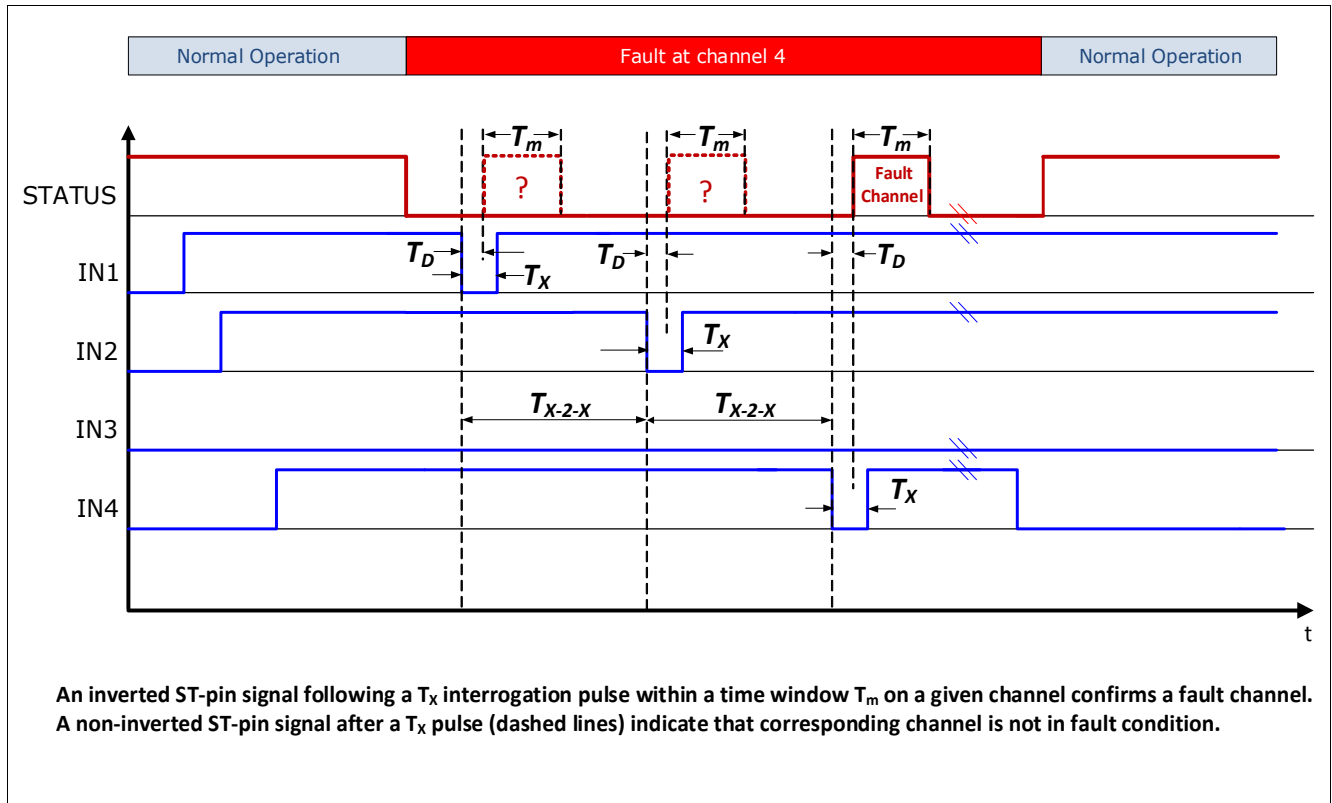 Normal Operation
Fault at channel 4
Normal Operation
Tm
Tm
Tm
STATUS
?
?
Fault
Channel
TD
TD
TD
IN1
TX
IN2
TX
TX-2-X
TX-2-X
IN3
TX
IN4
t
An inverted ST-pin signal following a TX interrogation pulse within a time window Tm on a given channel confirms a fault channel.
A non-inverted ST-pin signal after a TX pulse (dashed lines) indicate that corresponding channel is not in fault condition.